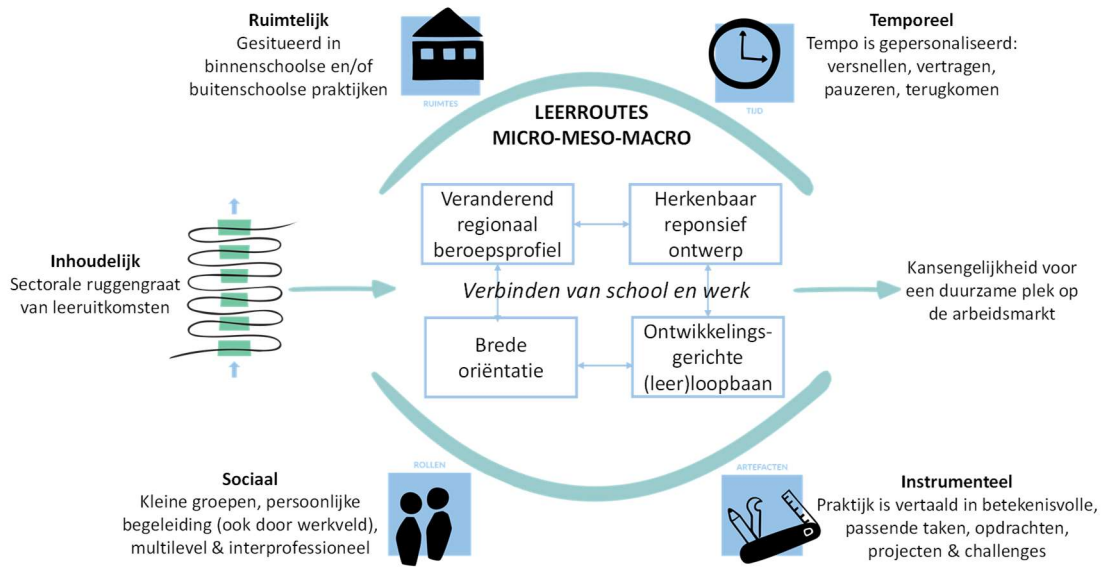 Ruimtelijk
Gesitueerd in
binnenschoolse en/of
buitenschoolse praktijken
RUIMTES
Temporeel
Tempo is gepersonaliseerd:
versnellen, vertragen,
pauzeren, terugkomen
TIJD
LEERROUTES
MICRO-MESO-MACRO
Veranderend
regionaal
beroepsprofiel
Herkenbaar
reponsief
ontwerp
Inhoudelijk
Sectorale ruggengraat
van leeruitkomsten
Verbinden van school en werk
Kansengelijkheid voor
een duurzame plek op
de arbeidsmarkt
Brede
oriëntatie
Ontwikkelings-
gerichte
(leer)loopbaan
Sociaal
Kleine groepen, persoonlijke
begeleiding (ook door werkveld),
multilevel & interprofessioneel
ROLLEN
ARTEFACTEN
Instrumenteel
Praktijk is vertaald in betekenisvolle,
passende taken, opdrachten,
projecten & challenges